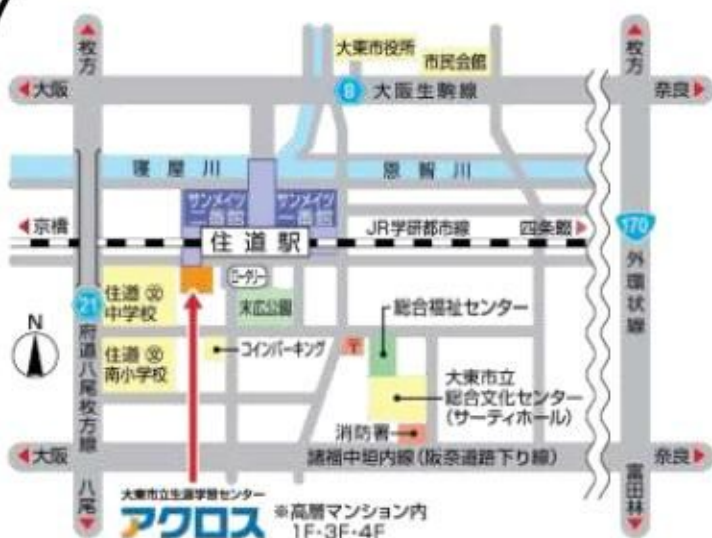 枚方
大東市役所
市民会館
枚方
大阪
8
大阪生駒線
奈良
寝屋川
恩智川
サンメイツ
二番館
サンメイツ
一番館
京橋
住道駅
JR学研都市線
四条畷
170
外環状線
21
府道八尾枚方線
住道 文
中学校
ロータリー
末広公園
総合福祉センター
N
住道 文
南小学校
コインパーキング
〒
大東市立
総合文化センター
(サーティホール)
消防署
大阪
諸福中垣内線(阪奈道路下り線)
奈良
八尾
富田林
大東市立生涯学習センター
アクロス
※高層マンション内
1F・3F・4F